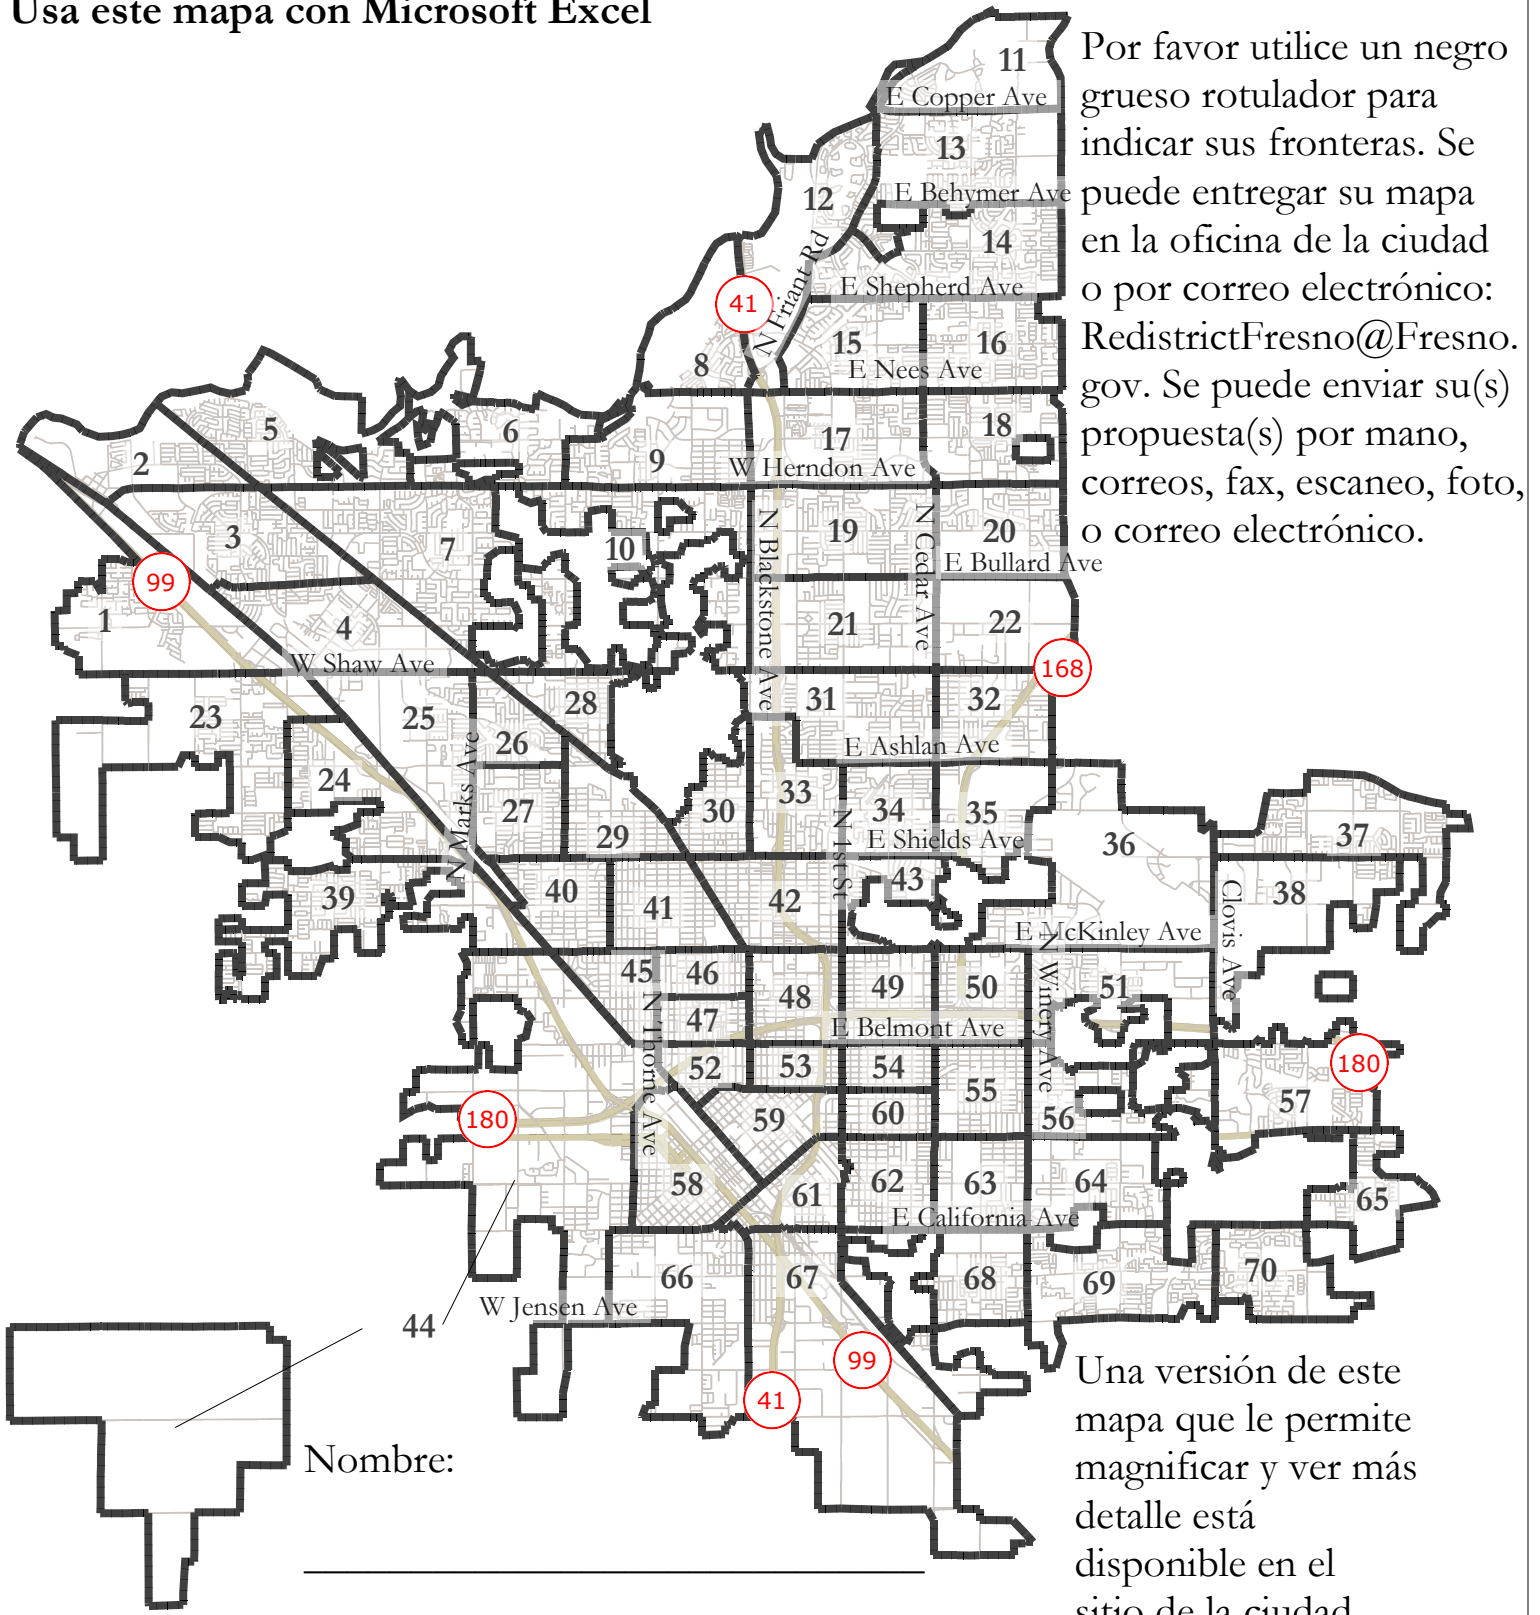 Usa este mapa con Microsoft Excel
Por favor utilice un negro
grueso rotulador para
indicar sus fronteras. Se
puede entregar su mapa
en la oficina de la ciudad
o por correo electrónico:
RedistrictFresno@Fresno.
gov. Se puede enviar su(s)
propuesta(s) por mano,
correos, fax, escaneo, foto,
o correo electrónico.
11
E Copper Ave
13
12
E Behymer Ave
14
N Friant Rd
E Shepherd Ave
41
15
16
8
E Nees Ave
5
6
17
18
2
9
W Herndon Ave
3
7
10
N Blackstone Ave
19
N Cedar Ave
20
E Bullard Ave
99
1
4
21
22
W Shaw Ave
168
23
25
28
31
32
26
E Ashlan Ave
24
N Marks Ave
27
29
30
33
34
35
N 1st St
E Shields Ave
36
37
39
40
41
42
43
38
Clovis Ave
E McKinley Ave
45
46
48
49
50
N Winery Ave
51
N Thorne Ave
47
E Belmont Ave
52
53
54
55
180
57
180
59
60
56
58
61
62
63
64
65
E California Ave
66
67
68
69
70
W Jensen Ave
44
99
41
Nombre:
Una versión de este
mapa que le permite
magnificar y ver más
detalle está
disponible en el
sitio de la ciudad